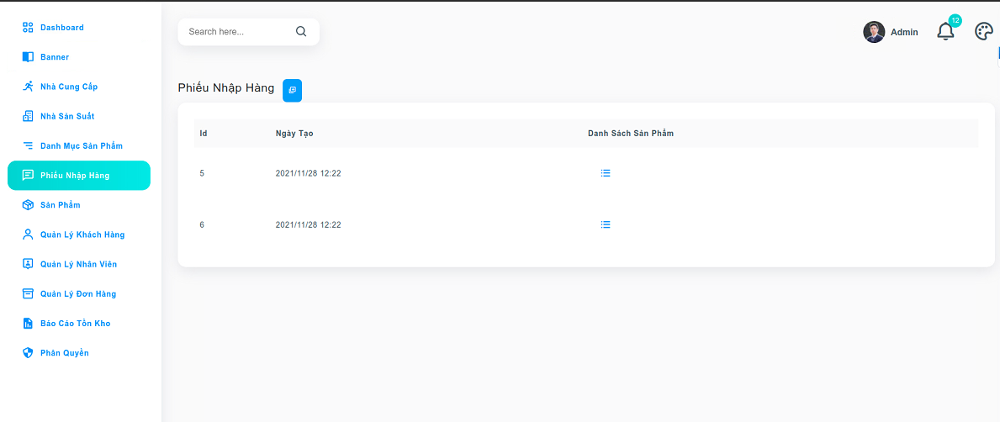 Dashboard
Banner
Nhà Cung Cấp
Nhà Sản Suất
Danh Mục Sản Phẩm
Phiếu Nhập Hàng
Sản Phẩm
Quản Lý Khách Hàng
Quản Lý Nhân Viên
Quản Lý Đơn Hàng
Báo Cáo Tồn Kho
Phân Quyền
Search here...
Admin
12
Phiếu Nhập Hàng
Id Ngày Tạo Danh Sách Sản Phẩm
5 2021/11/28 12:22
6 2021/11/28 12:22